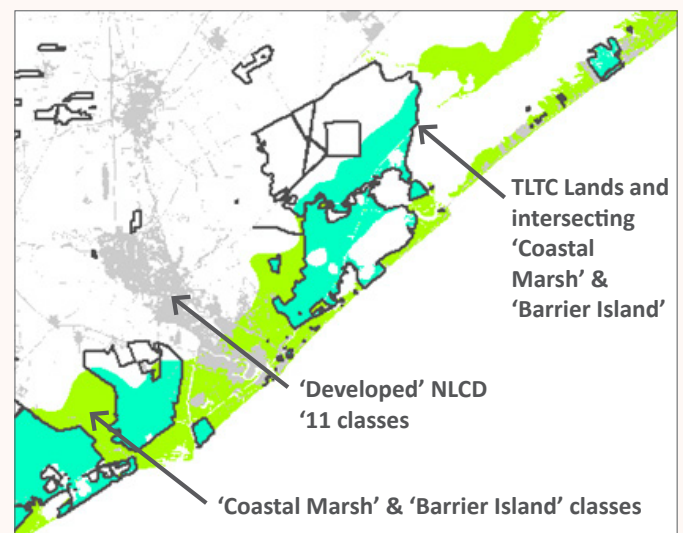 TLTC Lands and
intersecting
‘Coastal
Marsh’ &
‘Barrier Island’
‘Developed’ NLCD
‘11 classes
‘Coastal Marsh’ & ‘Barrier Island’ classes